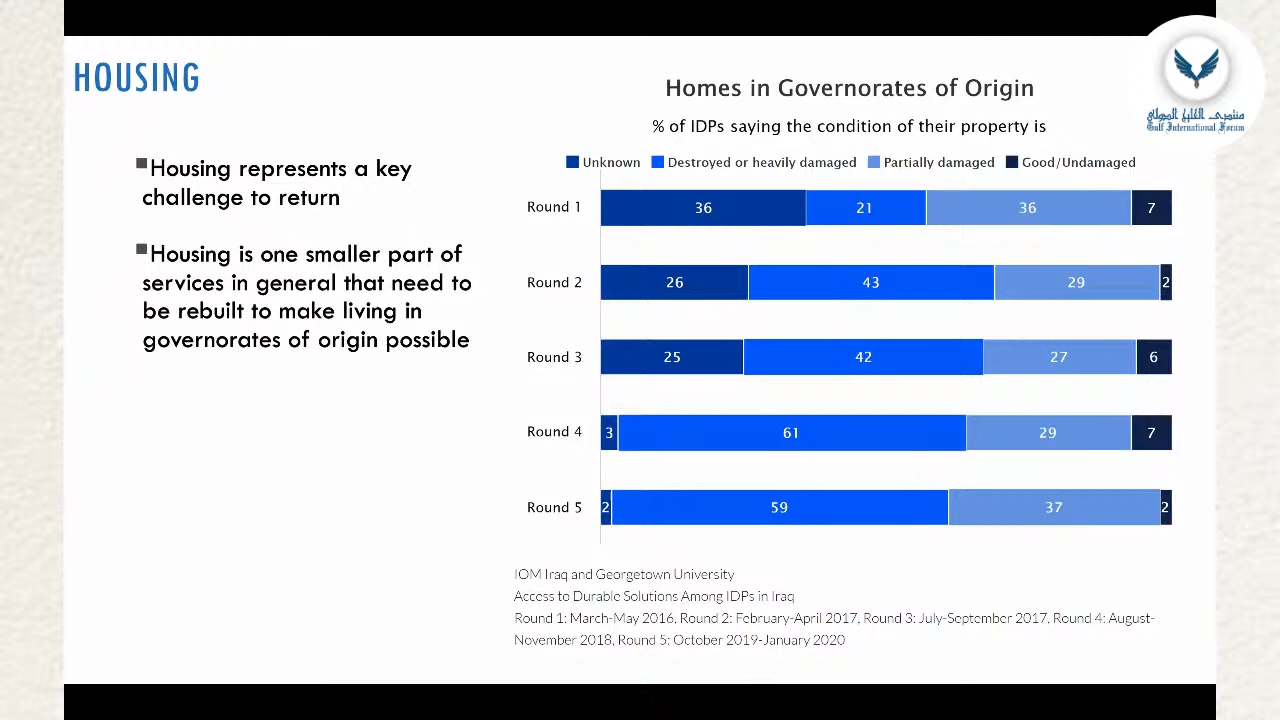 HOUSING
منتدى الخليج الدولي
Gulf International Forum
▪Housing represents a key
challenge to return
▪Housing is one smaller part of
services in general that need to
be rebuilt to make living in
governorates of origin possible
Homes in Governorates of Origin
% of IDPs saying the condition of their property is
Unknown Destroyed or heavily damaged Partially damaged Good/Undamaged
Round 1 36 21 36 7
Round 2 26 43 29 2
Round 3 25 42 27 6
Round 4 3 61 29 7
Round 5 2 59 37 2
IOM Iraq and Georgetown University
Access to Durable Solutions Among IDPs in Iraq
Round 1: March-May 2016, Round 2: February-April 2017, Round 3: July-September 2017, Round 4: August-
November 2018, Round 5: October 2019-January 2020